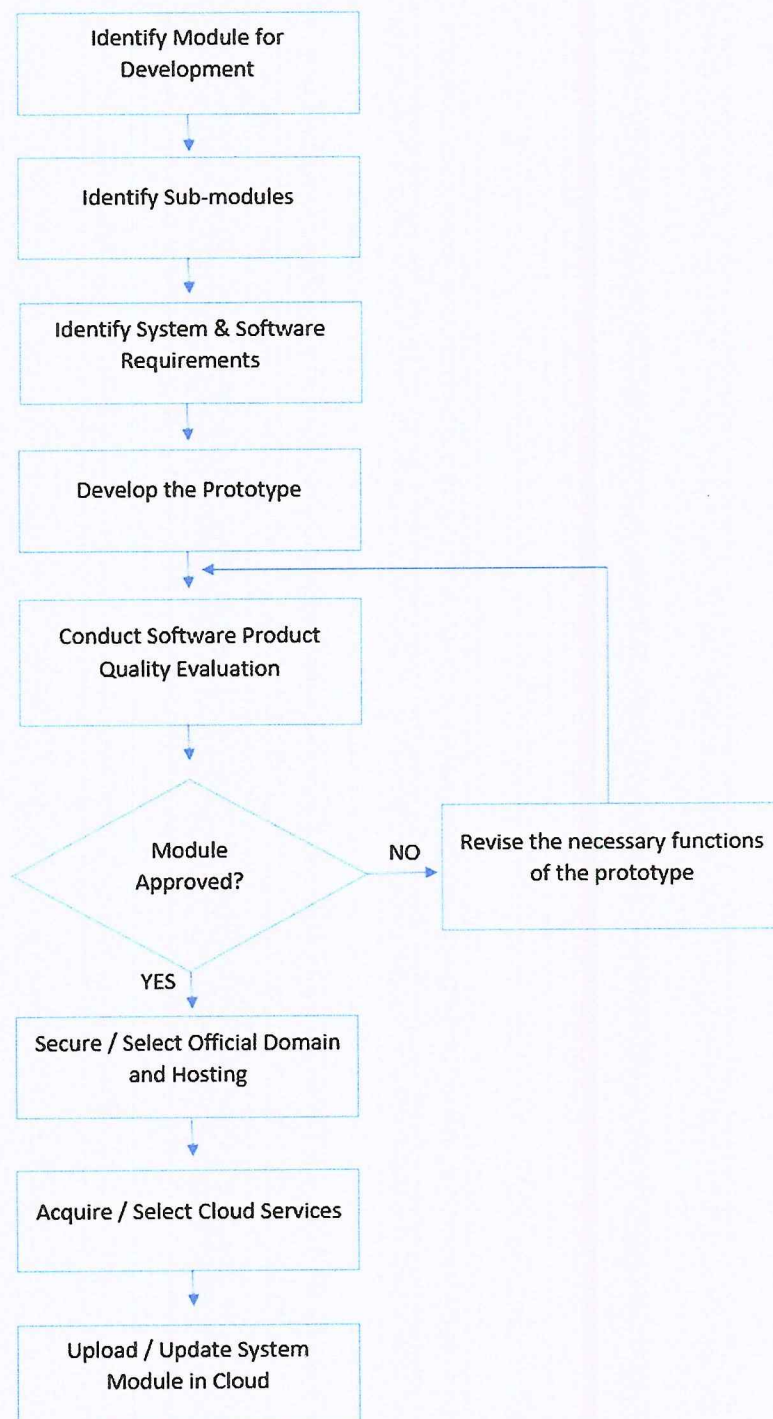 Identify Module for
Development
Identify Sub-modules
Identify System & Software
Requirements
Develop the Prototype
Conduct Software Product
Quality Evaluation
Module
Approved?
NO
Revise the necessary functions
of the prototype
YES
Secure / Select Official Domain
and Hosting
Acquire / Select Cloud Services
Upload / Update System
Module in Cloud